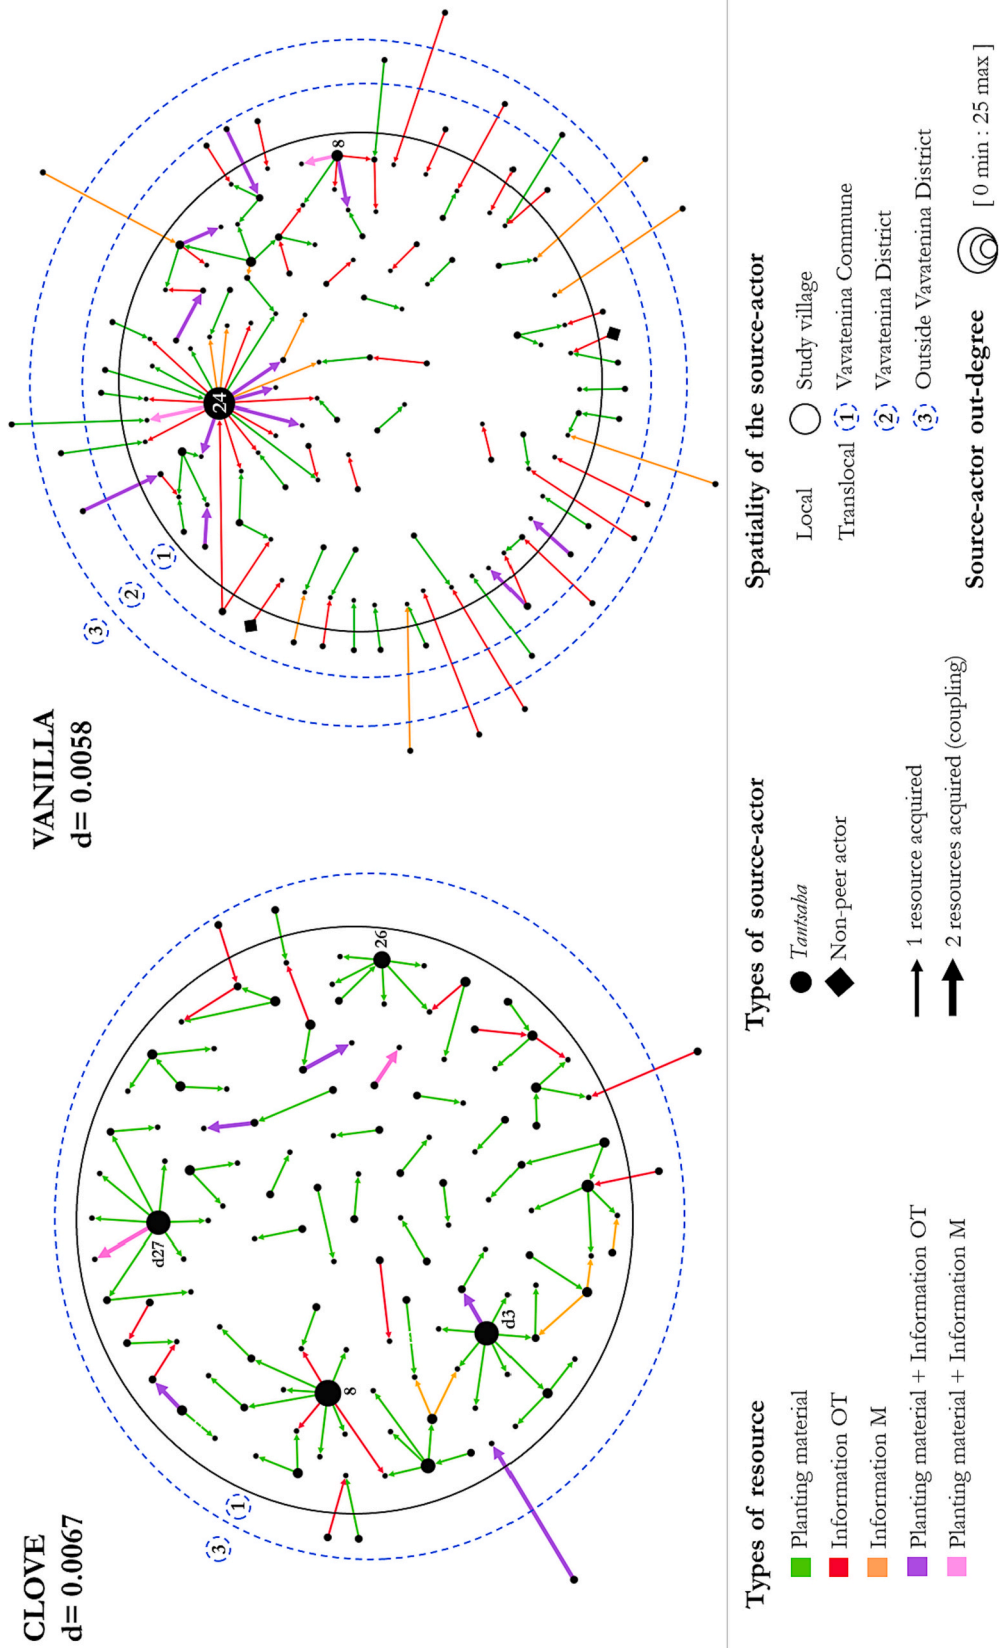 CLOVE
d= 0.0067
3
1
8
d27
d3
26
VANILLA
d= 0.0058
3
2
1
24
8
Types of resource
Planting material
Information OT
Information M
Planting material + Information OT
Planting material + Information M
Types of source-actor
Tantsaha
Non-peer actor
1 resource acquired
2 resources acquired (coupling)
Spatiality of the source-actor
Local Study village
Translocal 1 Vavatenina Commune
2 Vavatenina District
3 Outside Vavatenina District
Source-actor out-degree [ 0 min : 25 max ]